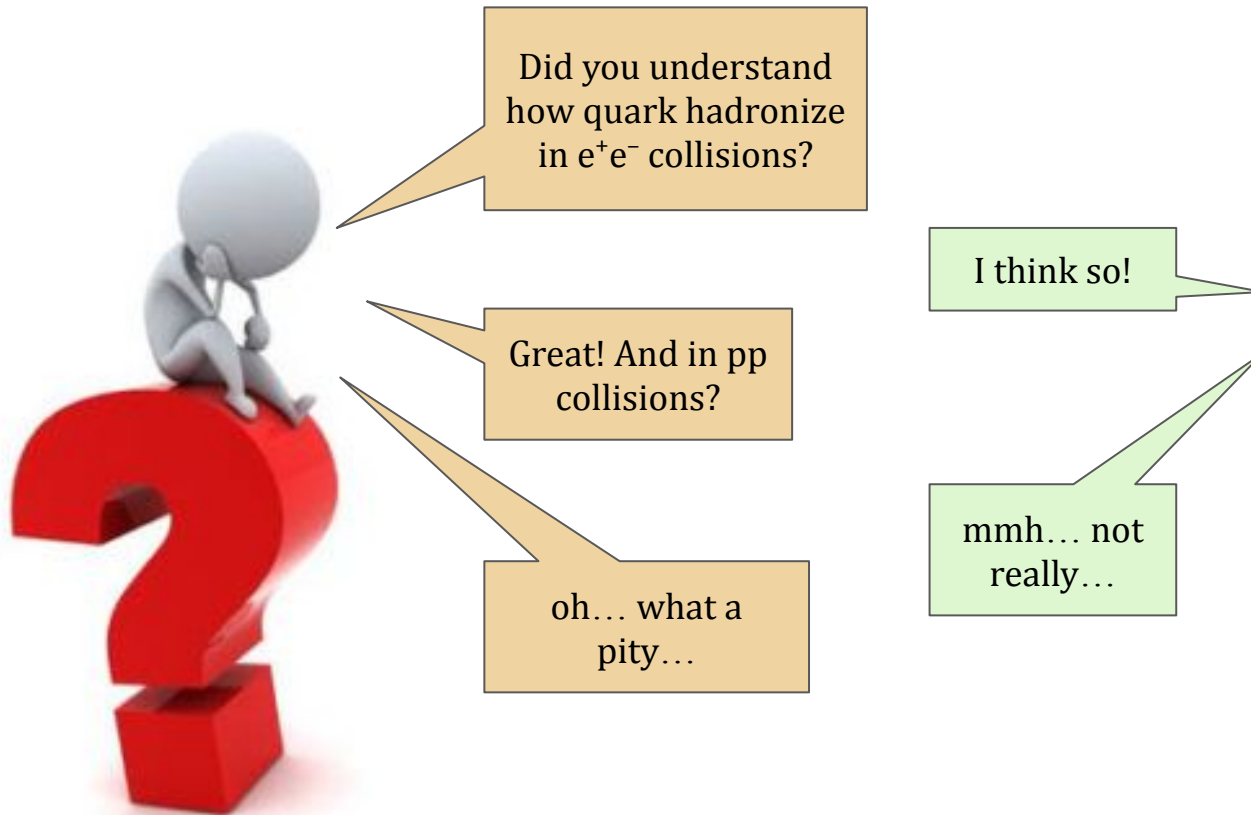 Did you understand
how quark hadronize
in e⁺e⁻ collisions?
I think so!
Great! And in pp
collisions?
mmh… not
really…
oh… what a
pity…